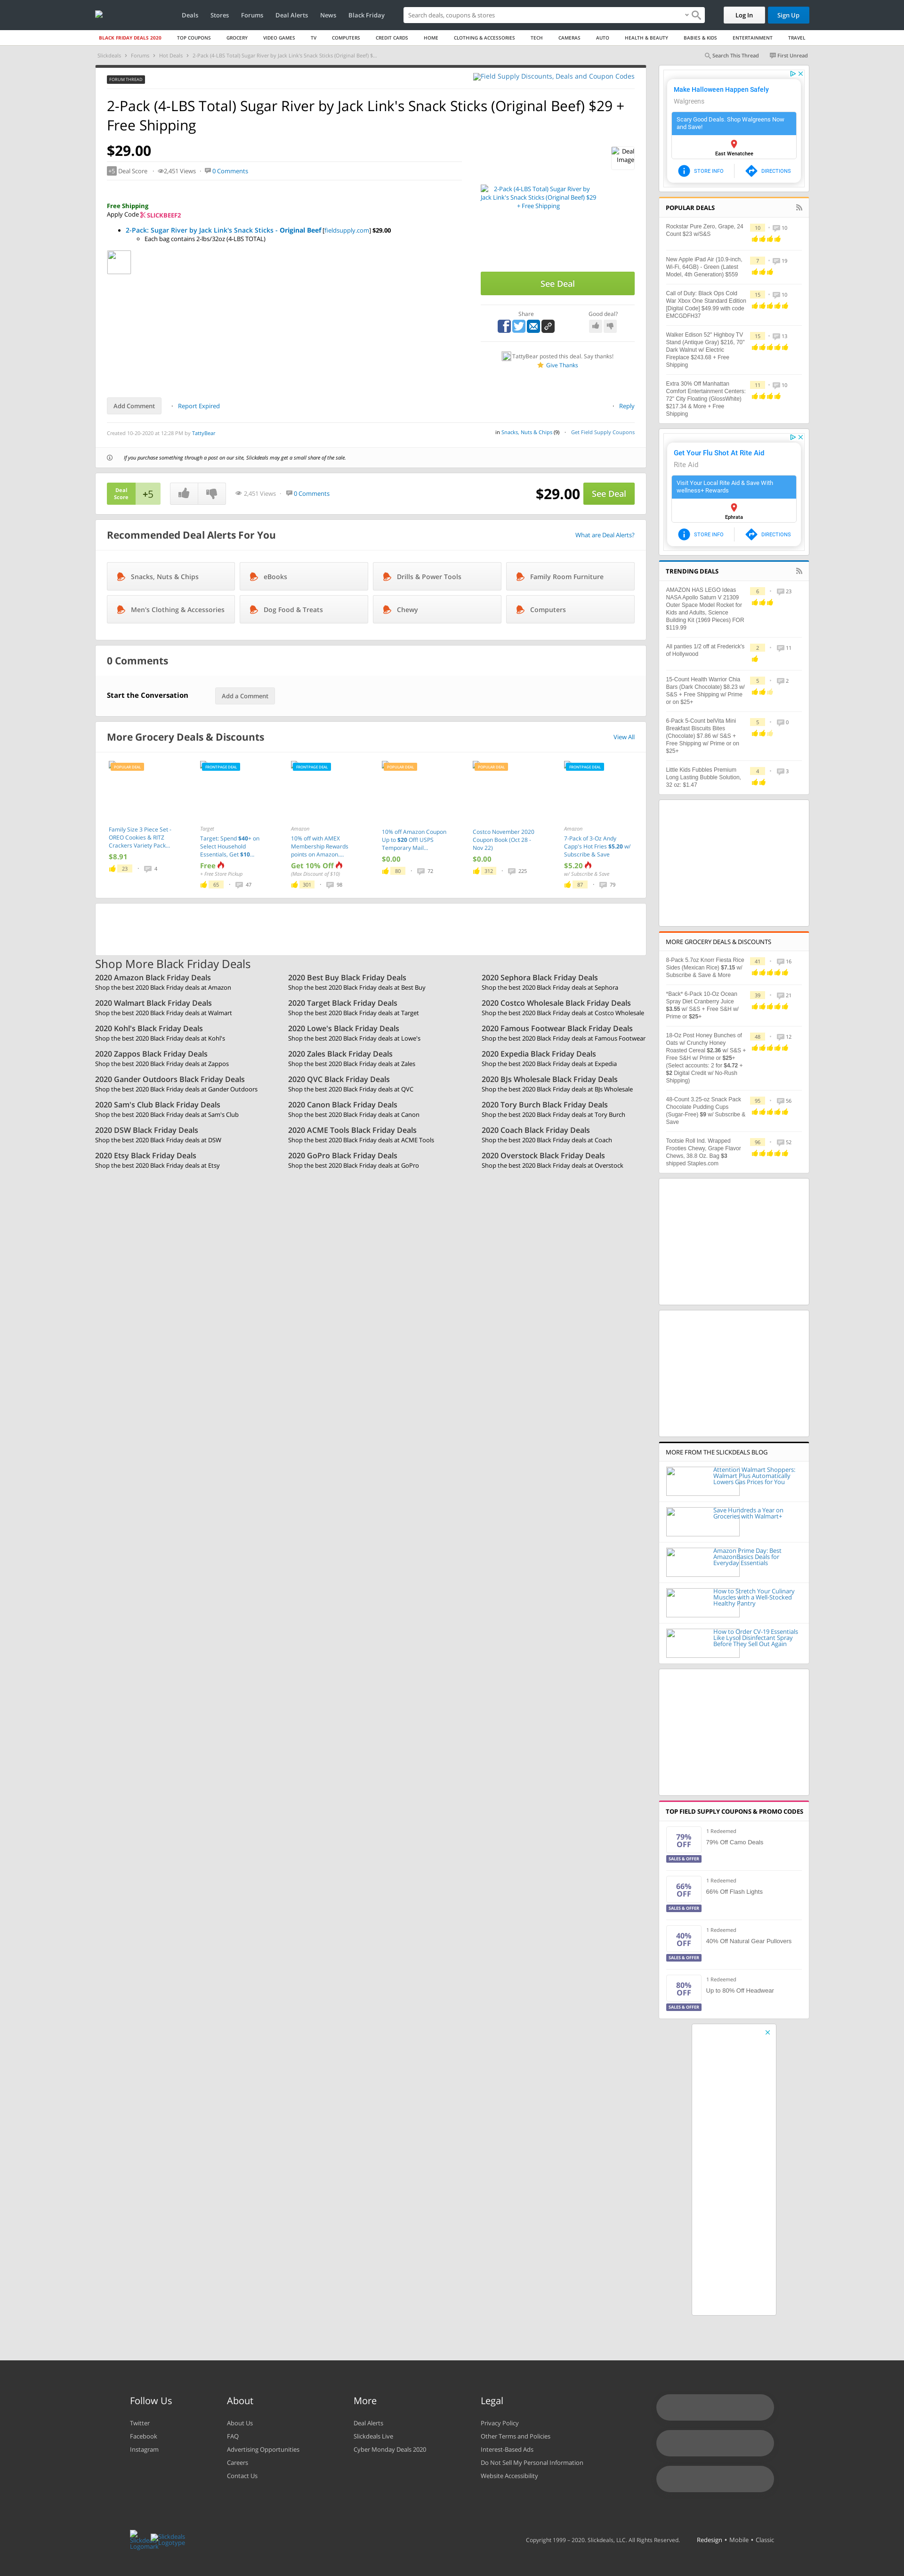 Deals Stores Forums Deal Alerts News Black Friday
Search deals, coupons & stores
Log In Sign Up
BLACK FRIDAY DEALS 2020 TOP COUPONS GROCERY VIDEO GAMES TV COMPUTERS CREDIT CARDS HOME CLOTHING & ACCESSORIES TECH CAMERAS AUTO HEALTH & BEAUTY BABIES & KIDS ENTERTAINMENT TRAVEL
Slickdeals > Forums > Hot Deals > 2-Pack (4-LBS Total) Sugar River by Jack Link's Snack Sticks (Original Beef) $...
Search This Thread First Unread
FORUM THREAD
Field Supply Discounts, Deals and Coupon Codes
2-Pack (4-LBS Total) Sugar River by Jack Link's Snack Sticks (Original Beef) $29 +
Free Shipping
$29.00
Deal
Image
+5 Deal Score 2,451 Views 0 Comments
2-Pack (4-LBS Total) Sugar River by
Jack Link's Snack Sticks (Original Beef) $29
+ Free Shipping
Free Shipping
Apply Code SLICKBEEF2
2-Pack: Sugar River by Jack Link's Snack Sticks - Original Beef [fieldsupply.com] $29.00
Each bag contains 2-lbs/32oz (4-LBS TOTAL)
See Deal
Share Good deal?
TattyBear posted this deal. Say thanks!
Give Thanks
Add Comment Report Expired Reply
Created 10-20-2020 at 12:28 PM by TattyBear
in Snacks, Nuts & Chips (9) Get Field Supply Coupons
If you purchase something through a post on our site, Slickdeals may get a small share of the sale.
Deal
Score
+5
2,451 Views 0 Comments
$29.00 See Deal
Recommended Deal Alerts For You
What are Deal Alerts?
Snacks, Nuts & Chips eBooks Drills & Power Tools Family Room Furniture
Men's Clothing & Accessories Dog Food & Treats Chewy Computers
0 Comments
Start the Conversation Add a Comment
More Grocery Deals & Discounts
View All
POPULAR DEAL
Family Size 3 Piece Set -
OREO Cookies & RITZ
Crackers Variety Pack...
$8.91
23 4
FRONTPAGE DEAL
Target
Target: Spend $40+ on
Select Household
Essentials, Get $10...
Free
+ Free Store Pickup
65 47
FRONTPAGE DEAL
Amazon
10% off with AMEX
Membership Rewards
points on Amazon....
Get 10% Off
(Max Discount of $10)
301 98
POPULAR DEAL
10% off Amazon Coupon
Up to $20 Off! USPS
Temporary Mail...
$0.00
80 72
POPULAR DEAL
Costco November 2020
Coupon Book (Oct 28 -
Nov 22)
$0.00
312 225
FRONTPAGE DEAL
Amazon
7-Pack of 3-Oz Andy
Capp's Hot Fries $5.20 w/
Subscribe & Save
$5.20
w/ Subscribe & Save
87 79
Shop More Black Friday Deals
2020 Amazon Black Friday Deals
Shop the best 2020 Black Friday deals at Amazon
2020 Best Buy Black Friday Deals
Shop the best 2020 Black Friday deals at Best Buy
2020 Sephora Black Friday Deals
Shop the best 2020 Black Friday deals at Sephora
2020 Walmart Black Friday Deals
Shop the best 2020 Black Friday deals at Walmart
2020 Target Black Friday Deals
Shop the best 2020 Black Friday deals at Target
2020 Costco Wholesale Black Friday Deals
Shop the best 2020 Black Friday deals at Costco Wholesale
2020 Kohl's Black Friday Deals
Shop the best 2020 Black Friday deals at Kohl's
2020 Lowe's Black Friday Deals
Shop the best 2020 Black Friday deals at Lowe's
2020 Famous Footwear Black Friday Deals
Shop the best 2020 Black Friday deals at Famous Footwear
2020 Zappos Black Friday Deals
Shop the best 2020 Black Friday deals at Zappos
2020 Zales Black Friday Deals
Shop the best 2020 Black Friday deals at Zales
2020 Expedia Black Friday Deals
Shop the best 2020 Black Friday deals at Expedia
2020 Gander Outdoors Black Friday Deals
Shop the best 2020 Black Friday deals at Gander Outdoors
2020 QVC Black Friday Deals
Shop the best 2020 Black Friday deals at QVC
2020 BJs Wholesale Black Friday Deals
Shop the best 2020 Black Friday deals at BJs Wholesale
2020 Sam's Club Black Friday Deals
Shop the best 2020 Black Friday deals at Sam's Club
2020 Canon Black Friday Deals
Shop the best 2020 Black Friday deals at Canon
2020 Tory Burch Black Friday Deals
Shop the best 2020 Black Friday deals at Tory Burch
2020 DSW Black Friday Deals
Shop the best 2020 Black Friday deals at DSW
2020 ACME Tools Black Friday Deals
Shop the best 2020 Black Friday deals at ACME Tools
2020 Coach Black Friday Deals
Shop the best 2020 Black Friday deals at Coach
2020 Etsy Black Friday Deals
Shop the best 2020 Black Friday deals at Etsy
2020 GoPro Black Friday Deals
Shop the best 2020 Black Friday deals at GoPro
2020 Overstock Black Friday Deals
Shop the best 2020 Black Friday deals at Overstock
Make Halloween Happen Safely
Walgreens
Scary Good Deals. Shop Walgreens Now
and Save!
East Wenatchee
STORE INFO DIRECTIONS
POPULAR DEALS
Rockstar Pure Zero, Grape, 24
Count $23 w/S&S
10 10
New Apple iPad Air (10.9-inch,
Wi-Fi, 64GB) - Green (Latest
Model, 4th Generation) $559
7 19
Call of Duty: Black Ops Cold
War Xbox One Standard Edition
[Digital Code] $49.99 with code
EMCGDFH37
15 10
Walker Edison 52" Highboy TV
Stand (Antique Gray) $216, 70"
Dark Walnut w/ Electric
Fireplace $243.68 + Free
Shipping
15 13
Extra 30% Off Manhattan
Comfort Entertainment Centers:
72" City Floating (GlossWhite)
$217.34 & More + Free
Shipping
11 10
Get Your Flu Shot At Rite Aid
Rite Aid
Visit Your Local Rite Aid & Save With
wellness+ Rewards
Ephrata
STORE INFO DIRECTIONS
TRENDING DEALS
AMAZON HAS LEGO Ideas
NASA Apollo Saturn V 21309
Outer Space Model Rocket for
Kids and Adults, Science
Building Kit (1969 Pieces) FOR
$119.99
6 23
All panties 1/2 off at Frederick's
of Hollywood
2 11
15-Count Health Warrior Chia
Bars (Dark Chocolate) $8.23 w/
S&S + Free Shipping w/ Prime
or on $25+
5 2
6-Pack 5-Count belVita Mini
Breakfast Biscuits Bites
(Chocolate) $7.86 w/ S&S +
Free Shipping w/ Prime or on
$25+
5 0
Little Kids Fubbles Premium
Long Lasting Bubble Solution,
32 oz: $1.47
4 3
MORE GROCERY DEALS & DISCOUNTS
8-Pack 5.7oz Knorr Fiesta Rice
Sides (Mexican Rice) $7.15 w/
Subscribe & Save & More
41 16
*Back* 6-Pack 10-Oz Ocean
Spray Diet Cranberry Juice
$3.55 w/ S&S + Free S&H w/
Prime or $25+
39 21
18-Oz Post Honey Bunches of
Oats w/ Crunchy Honey
Roasted Cereal $2.36 w/ S&S +
Free S&H w/ Prime or $25+
(Select accounts: 2 for $4.72 +
$2 Digital Credit w/ No-Rush
Shipping)
48 12
48-Count 3.25-oz Snack Pack
Chocolate Pudding Cups
(Sugar-Free) $9 w/ Subscribe &
Save
95 56
Tootsie Roll Ind. Wrapped
Frooties Chewy, Grape Flavor
Chews, 38.8 Oz. Bag $3
shipped Staples.com
96 52
MORE FROM THE SLICKDEALS BLOG
Attention Walmart Shoppers:
Walmart Plus Automatically
Lowers Gas Prices for You
Save Hundreds a Year on
Groceries with Walmart+
Amazon Prime Day: Best
AmazonBasics Deals for
Everyday Essentials
How to Stretch Your Culinary
Muscles with a Well-Stocked
Healthy Pantry
How to Order CV-19 Essentials
Like Lysol Disinfectant Spray
Before They Sell Out Again
TOP FIELD SUPPLY COUPONS & PROMO CODES
79%
OFF
SALES & OFFER
1 Redeemed
79% Off Camo Deals
66%
OFF
SALES & OFFER
1 Redeemed
66% Off Flash Lights
40%
OFF
SALES & OFFER
1 Redeemed
40% Off Natural Gear Pullovers
80%
OFF
SALES & OFFER
1 Redeemed
Up to 80% Off Headwear
Follow Us
Twitter
Facebook
Instagram
About
About Us
FAQ
Advertising Opportunities
Careers
Contact Us
More
Deal Alerts
Slickdeals Live
Cyber Monday Deals 2020
Legal
Privacy Policy
Other Terms and Policies
Interest-Based Ads
Do Not Sell My Personal Information
Website Accessibility
Slickdeals
Logotype
Copyright 1999 – 2020. Slickdeals, LLC. All Rights Reserved. Redesign • Mobile • Classic